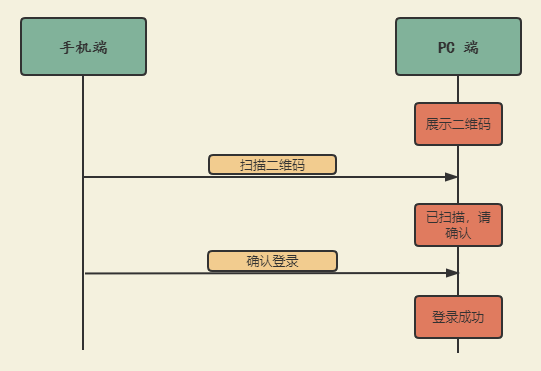 手机端
PC 端
展示二维码
扫描二维码
已扫描，请
确认
确认登录
登录成功